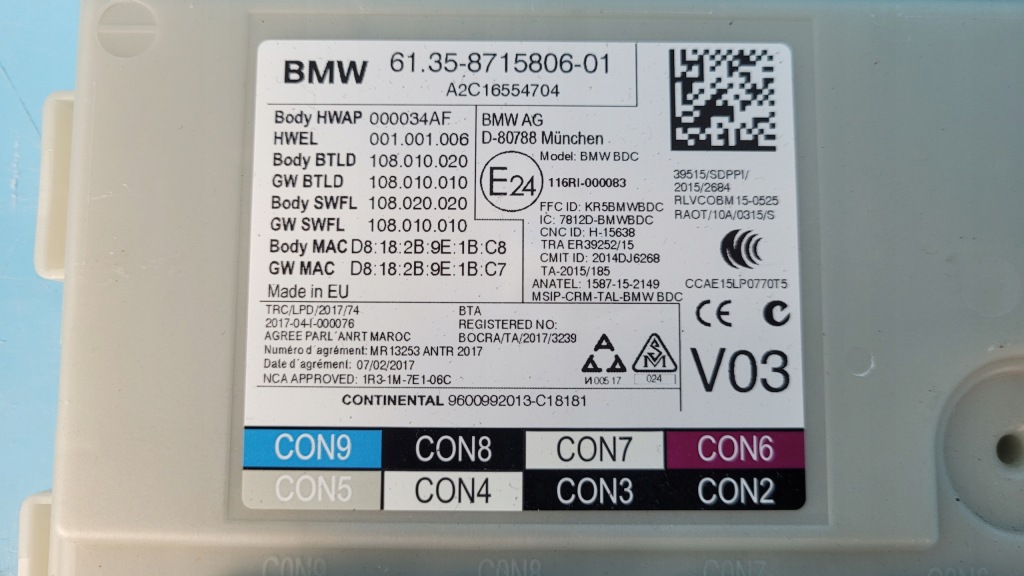 BMW 61.35-8715806-01
A2C16554704
Body HWAP 000034AF
HWEL 001.001.006
Body BTLD 108.010.020
GW BTLD 108.010.010
Body SWFL 108.020.020
GW SWFL 108.010.010
Body MAC D8:18:2B:9E:1B:C8
GW MAC D8:18:2B:9E:1B:C7
Made in EU
BMW AG
D-80788 München
Model: BMW BDC
E24
116RI-000083
FFC ID: KR5BMWBDC
IC: 7812D-BMWBDC
CNC ID: H-15638
TRA ER39252/15
CMIT ID: 2014DJ6268
TA-2015/185
ANATEL: 1587-15-2149
MSIP-CRM-TAL-BMW BDC
39515/SDPPI/
2015/2684
RLVCOBM15-0525
RAOT/10A/0315/S
CCAE15LP0770T5
CE
TRC/LPD/2017/74
2017-04-I-000076
AGREE PARL'ANRT MAROC
Numéro d'agrément: MR13253 ANTR 2017
Date d'agrément: 07/02/2017
NCA APPROVED: 1R3-1M-7E1-06C
BTA
REGISTERED NO:
BOCRA/TA/2017/3239
И005 17
024
V03
CONTINENTAL 9600992013-C18181
CON9 CON8 CON7 CON6
CON5 CON4 CON3 CON2
CON9 CON8 CON7